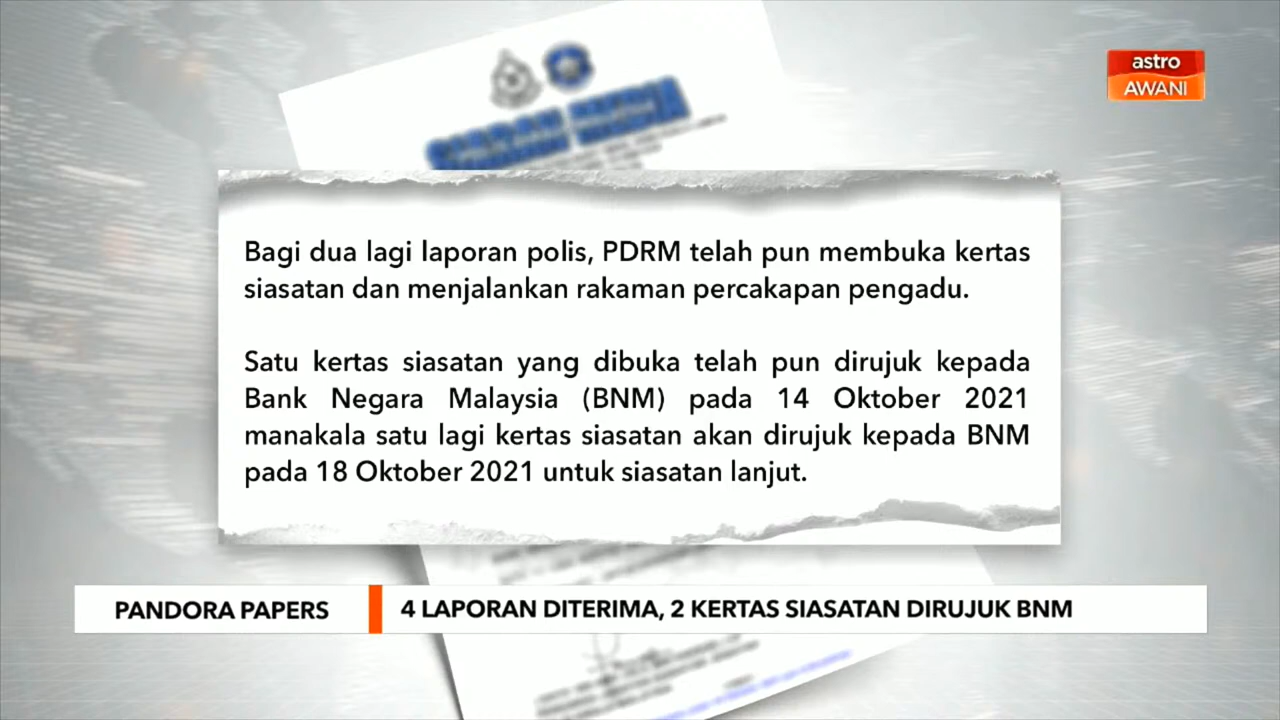 astro
AWANI
Bagi dua lagi laporan polis, PDRM telah pun membuka kertas
siasatan dan menjalankan rakaman percakapan pengadu.
Satu kertas siasatan yang dibuka telah pun dirujuk kepada
Bank Negara Malaysia (BNM) pada 14 Oktober 2021
manakala satu lagi kertas siasatan akan dirujuk kepada BNM
pada 18 Oktober 2021 untuk siasatan lanjut.
PANDORA PAPERS
4 LAPORAN DITERIMA, 2 KERTAS SIASATAN DIRUJUK BNM